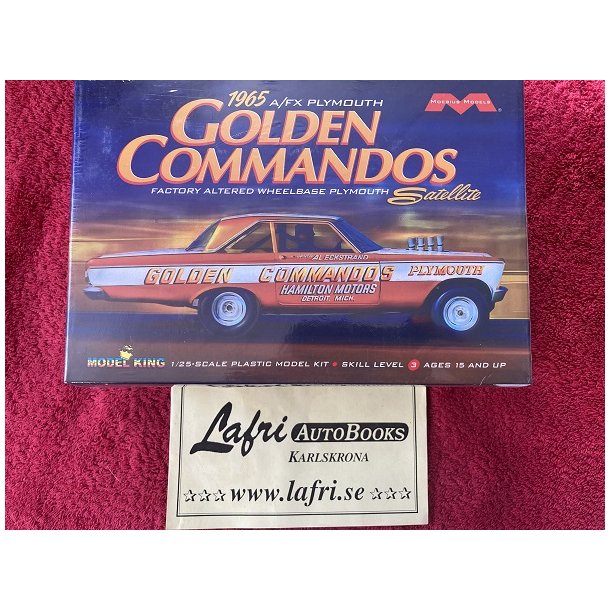 1965 A/FX PLYMOUTH
GOLDEN
COMMANDOS
FACTORY ALTERED WHEELBASE PLYMOUTH Satellite
MOEBIUS MODELS
AL ECKSTRAND
GOLDEN COMMANDOS PLYMOUTH
HAMILTON MOTORS
DETROIT, MICH.
MODEL KING 1/25-SCALE PLASTIC MODEL KIT • SKILL LEVEL 3 AGES 15 AND UP
Lafri AUTOBOOKS
KARLSKRONA
www.lafri.se